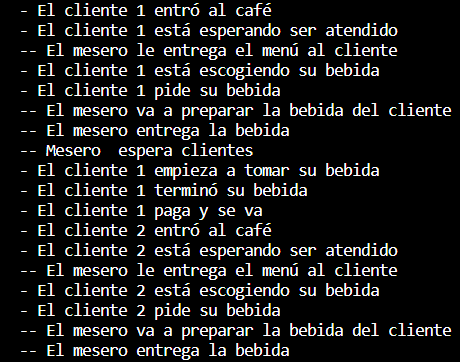 - El cliente 1 entró al café
- El cliente 1 está esperando ser atendido
-- El mesero le entrega el menú al cliente
- El cliente 1 está escogiendo su bebida
- El cliente 1 pide su bebida
-- El mesero va a preparar la bebida del cliente
-- El mesero entrega la bebida
-- Mesero  espera clientes
- El cliente 1 empieza a tomar su bebida
- El cliente 1 terminó su bebida
- El cliente 1 paga y se va
- El cliente 2 entró al café
- El cliente 2 está esperando ser atendido
-- El mesero le entrega el menú al cliente
- El cliente 2 está escogiendo su bebida
- El cliente 2 pide su bebida
-- El mesero va a preparar la bebida del cliente
-- El mesero entrega la bebida